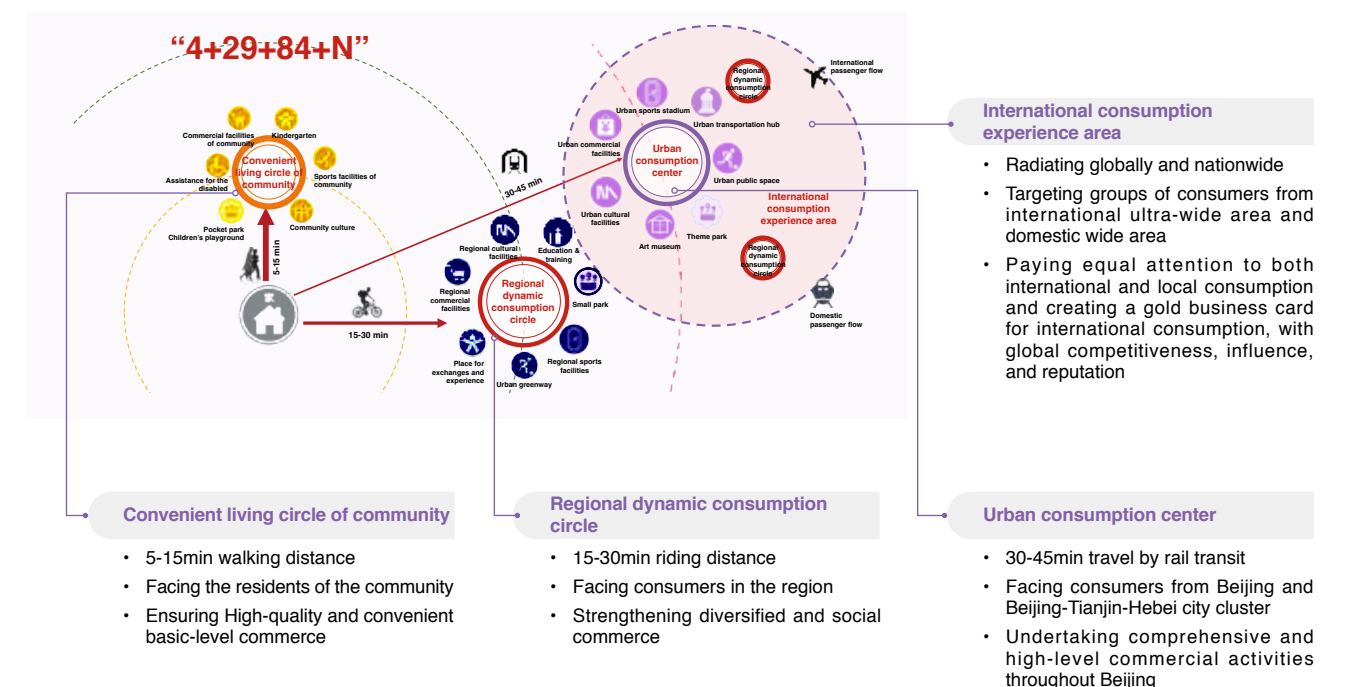 “4+29+84+N”
International
passenger flow
Regional
dynamic
consumption
circle
Urban sports stadium
Urban transportation hub
Urban commercial
facilities
Urban
consumption
center
Urban public space
Urban cultural
facilities
International
consumption
experience area
Art museum
Theme park
Regional
dynamic
consumption
circle
Domestic
passenger flow
Commercial facilities
of community
Kindergarten
Convenient
living circle of
community
Assistance for the
disabled
Sports facilities of
community
Pocket park
Children's playground
Community culture
5-15 min
30-45 min
15-30 min
Regional cultural
facilities
Education &
training
Regional
commercial
facilities
Regional
dynamic
consumption
circle
Small park
Place for
exchanges and
experience
Urban greenway
Regional sports
facilities
International consumption
experience area
• Radiating globally and nationwide
• Targeting groups of consumers from
international ultra-wide area and
domestic wide area
• Paying equal attention to both
international and local consumption
and creating a gold business card
for international consumption, with
global competitiveness, influence,
and reputation
Convenient living circle of community
• 5-15min walking distance
• Facing the residents of the community
• Ensuring High-quality and convenient
basic-level commerce
Regional dynamic consumption
circle
• 15-30min riding distance
• Facing consumers in the region
• Strengthening diversified and social
commerce
Urban consumption center
• 30-45min travel by rail transit
• Facing consumers from Beijing and
Beijing-Tianjin-Hebei city cluster
• Undertaking comprehensive and
high-level commercial activities
throughout Beijing